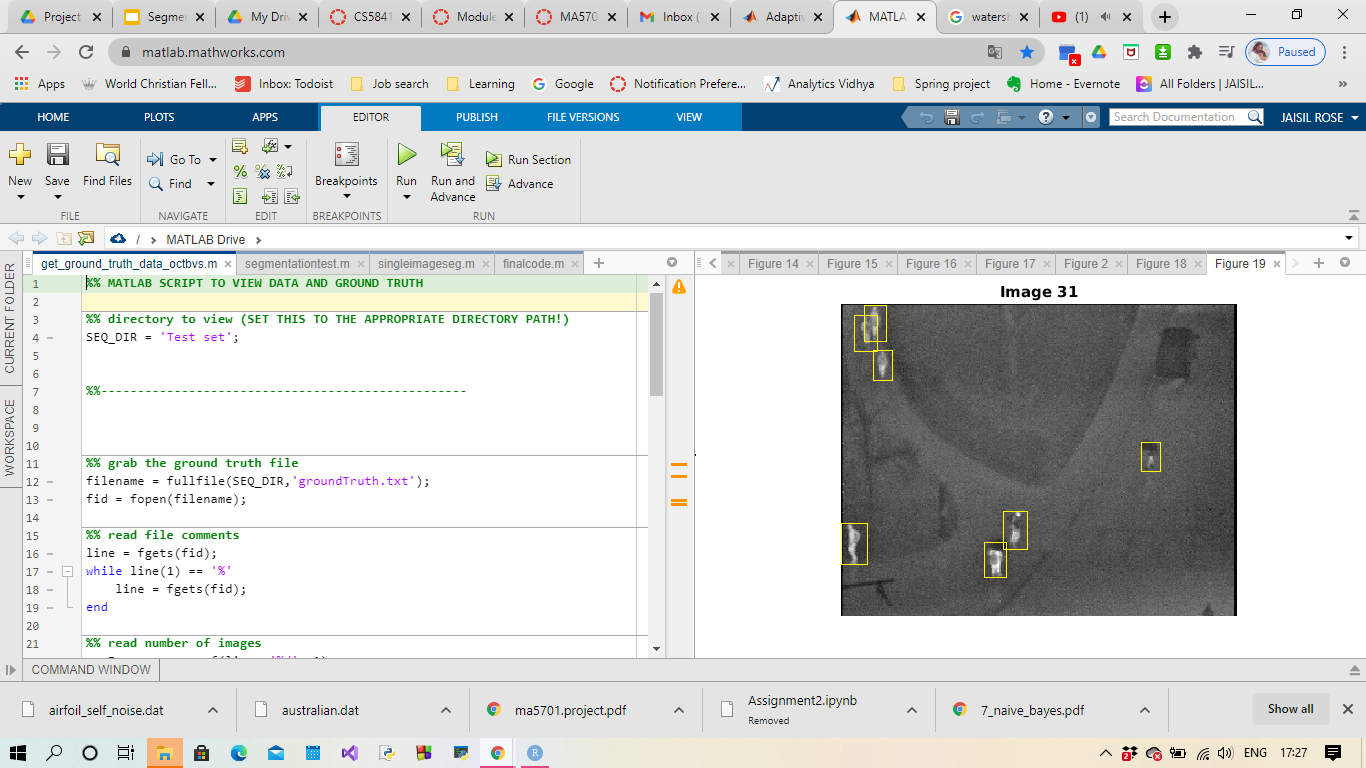 Project
Segme
My Driv
CS5841
Module
MA570
Inbox (
Adaptiv
MATLA
watersh
(1)
matlab.mathworks.com
Paused
Apps
World Christian Fell...
Inbox: Todoist
Job search
Learning
Google
Notification Prefere...
Analytics Vidhya
Spring project
Home - Evernote
All Folders | JAISIL...
»
HOME
PLOTS
APPS
EDITOR
PUBLISH
FILE VERSIONS
VIEW
Search Documentation
JAISIL ROSE
New
Save
Find Files
Go To
Find
Breakpoints
Run
Run and Advance
Run Section
Advance
FILE
NAVIGATE
EDIT
BREAKPOINTS
RUN
/ > MATLAB Drive >
CURRENT FOLDER
WORKSPACE
get_ground_truth_data_octbvs.m
segmentationtest.m
singleimageseg.m
finalcode.m
Figure 14
Figure 15
Figure 16
Figure 17
Figure 2
Figure 18
Figure 19
1 %% MATLAB SCRIPT TO VIEW DATA AND GROUND TRUTH
2
3 %% directory to view (SET THIS TO THE APPROPRIATE DIRECTORY PATH!)
4 – SEQ_DIR = 'Test set';
5
6
7 %%--------------------------------------------------
8
9
10
11 %% grab the ground truth file
12 – filename = fullfile(SEQ_DIR,'groundTruth.txt');
13 – fid = fopen(filename);
14
15 %% read file comments
16 – line = fgets(fid);
17 – while line(1) == '%'
18 – line = fgets(fid);
19 – end
20
21 %% read number of images
Image 31
COMMAND WINDOW
airfoil_self_noise.dat
australian.dat
ma5701.project.pdf
Assignment2.ipynb
Removed
7_naive_bayes.pdf
Show all
ENG
17:27